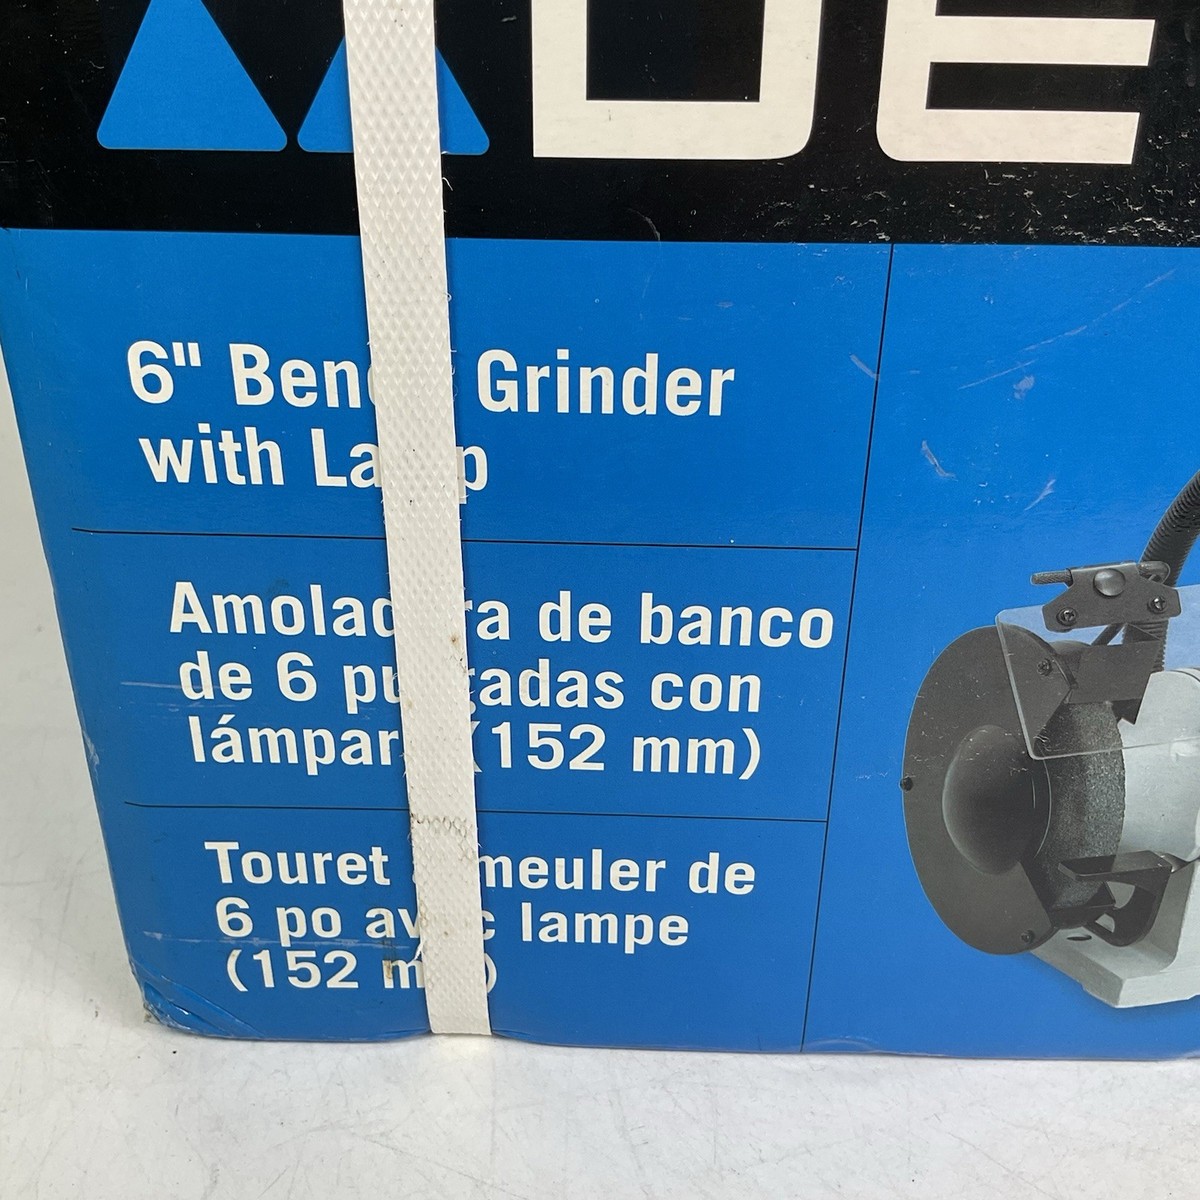 DE
6" Bench Grinder
with Lamp
Amoladora de banco
de 6 pulgadas con
lámpara (152 mm)
Touret à meuler de
6 po avec lampe
(152 mm)